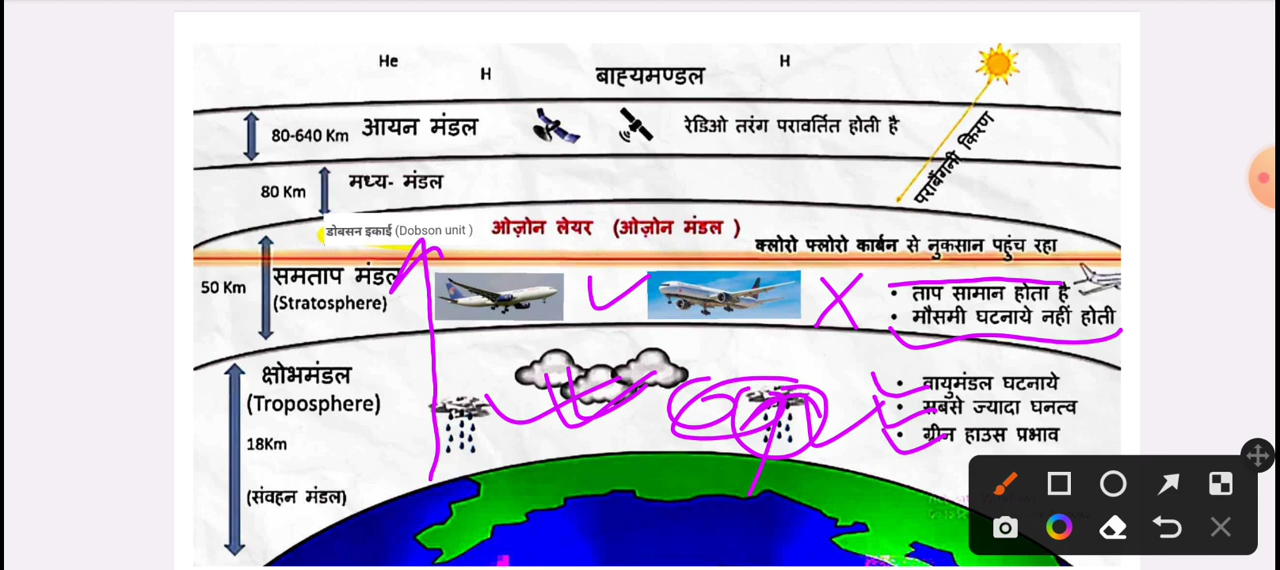 He
H
H
बाह्यमण्डल
80-640 Km
आयन मंडल
रेडिओ तरंग परावर्तित होती है
पराबैंगनी किरण
80 Km
मध्य- मंडल
डोबसन इकाई (Dobson unit )
ओज़ोन लेयर (ओज़ोन मंडल )
क्लोरो फ्लोरो कार्बन से नुकसान पहुंच रहा
50 Km
समताप मंडल
(Stratosphere)
• ताप सामान होता है
• मौसमी घटनाये नहीं होती
क्षोभमंडल
(Troposphere)
18Km
(संवहन मंडल)
• वायुमंडल घटनाये
• सबसे ज्यादा घनत्व
• ग्रीन हाउस प्रभाव